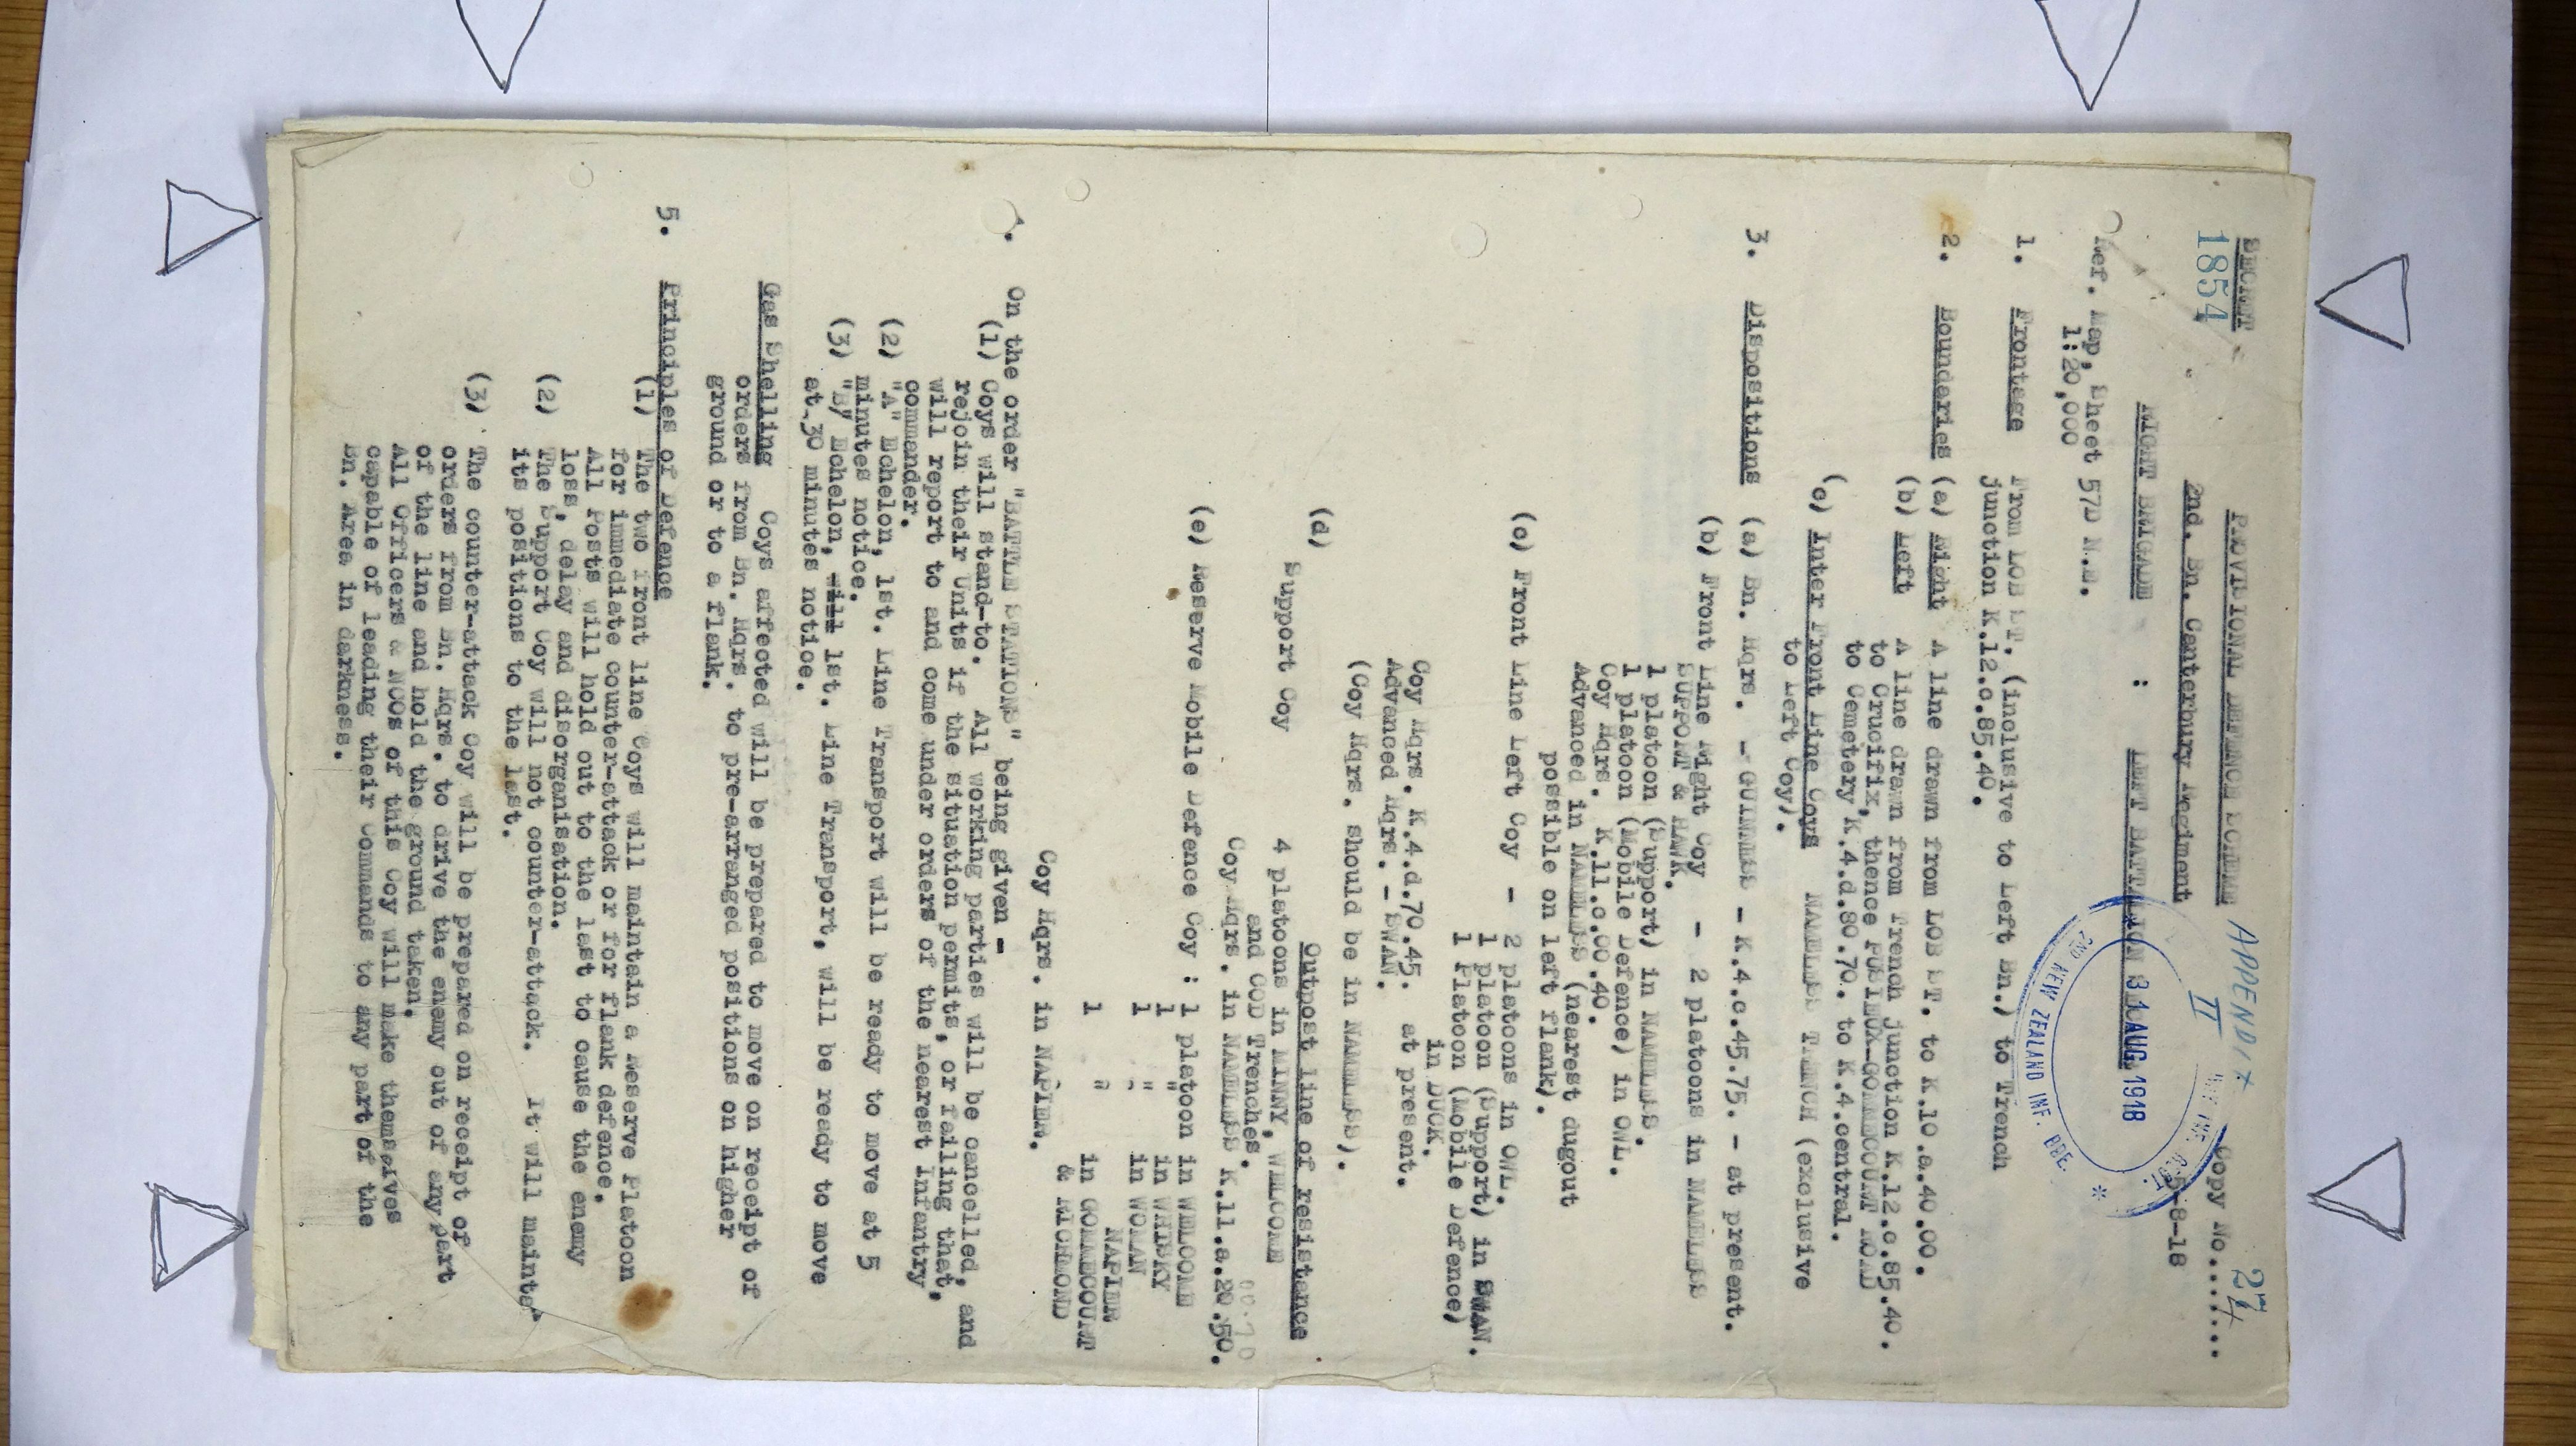 SECRET
1854
PROVISIONAL DEFENCE SCHEME
APPENDIX
II
27
Copy No.......
2nd. Bn. Canterbury Regiment
5-8-18
RIGHT BRIGADE : LEFT BATTALION
31 AUG 1918
2ND NEW ZEALAND INF. BDE.
Ref. Map, Sheet 57D N.E.
1:20,000
1. Frontage From LOB ST. (inclusive to Left Bn.) to Trench
junction K.12.c.85.40.
2. Boundaries (a) Right A line drawn from LOB ST. to K.10.a.40.00.
(b) Left A line drawn from Trench junction K.12.c.85.40.
to Crucifix, thence PUSIEUX-GOMMECOURT ROAD
to Cemetery K.4.d.80.70. to K.4.central.
(c) Inter Front Line Coys NAMELESS TRENCH (exclusive
to Left Coy).
3. Dispositions (a) Bn. Hqrs. - GUINNESS - K.4.c.45.75. - at present.
(b) Front Line Right Coy - 2 platoons in NAMELESS
SUPPORT & HAWK.
1 platoon (Support) in NAMELESS.
1 platoon (Mobile Defence) in OWL.
Coy Hqrs. K.11.c.00.40.
Advanced in NAMELESS (nearest dugout
possible on left flank).
(c) Front Line Left Coy - 2 platoons in OWL.
1 platoon (Support) in SWAN.
1 Platoon (Mobile Defence)
in DUCK.
Coy Hqrs. K.4.d.70.45. at present.
Advanced Hqrs. - SWAN.
(Coy Hqrs. should be in NAMELESS).
(d) Outpost line of resistance
Support Coy 4 platoons in LINNY, WELCOME
and COD Trenches.
Coy Hqrs. in NAMELESS K.11.a.20.50.
(e) Reserve Mobile Defence Coy : 1 platoon in WELCOME
1 " in WHISKY
1 " in WOMAN
NAPIER
1 " in GOMMECOURT
& RICHMOND
Coy Hqrs. in NAPIER.
4. On the order "BATTLE STATIONS" being given -
(1) Coys will stand-to. All working parties will be cancelled, and
rejoin their Units if the situation permits, or failing that,
will report to and come under orders of the nearest Infantry
commander.
(2) "A" Echelon, 1st. Line Transport will be ready to move at 5
minutes notice.
(3) "B" Echelon, will 1st. Line Transport, will be ready to move
at 30 minutes notice.
Gas Shelling Coys affected will be prepared to move on receipt of
orders from Bn. Hqrs. to pre-arranged positions on higher
ground or to a flank.
5. Principles of Defence
(1) The two front line Coys will maintain a Reserve Platoon
for immediate counter-attack or for flank defence.
All Posts will hold out to the last to cause the enemy
loss, delay and disorganisation.
(2) The Support Coy will not counter-attack. It will maintain
its positions to the last.
(3) The counter-attack Coy will be prepared on receipt of
orders from Bn. Hqrs. to drive the enemy out of any part
of the line and hold the ground taken.
All Officers & NCOs of this Coy will make themselves
capable of leading their commands to any part of the
Bn. Area in darkness.